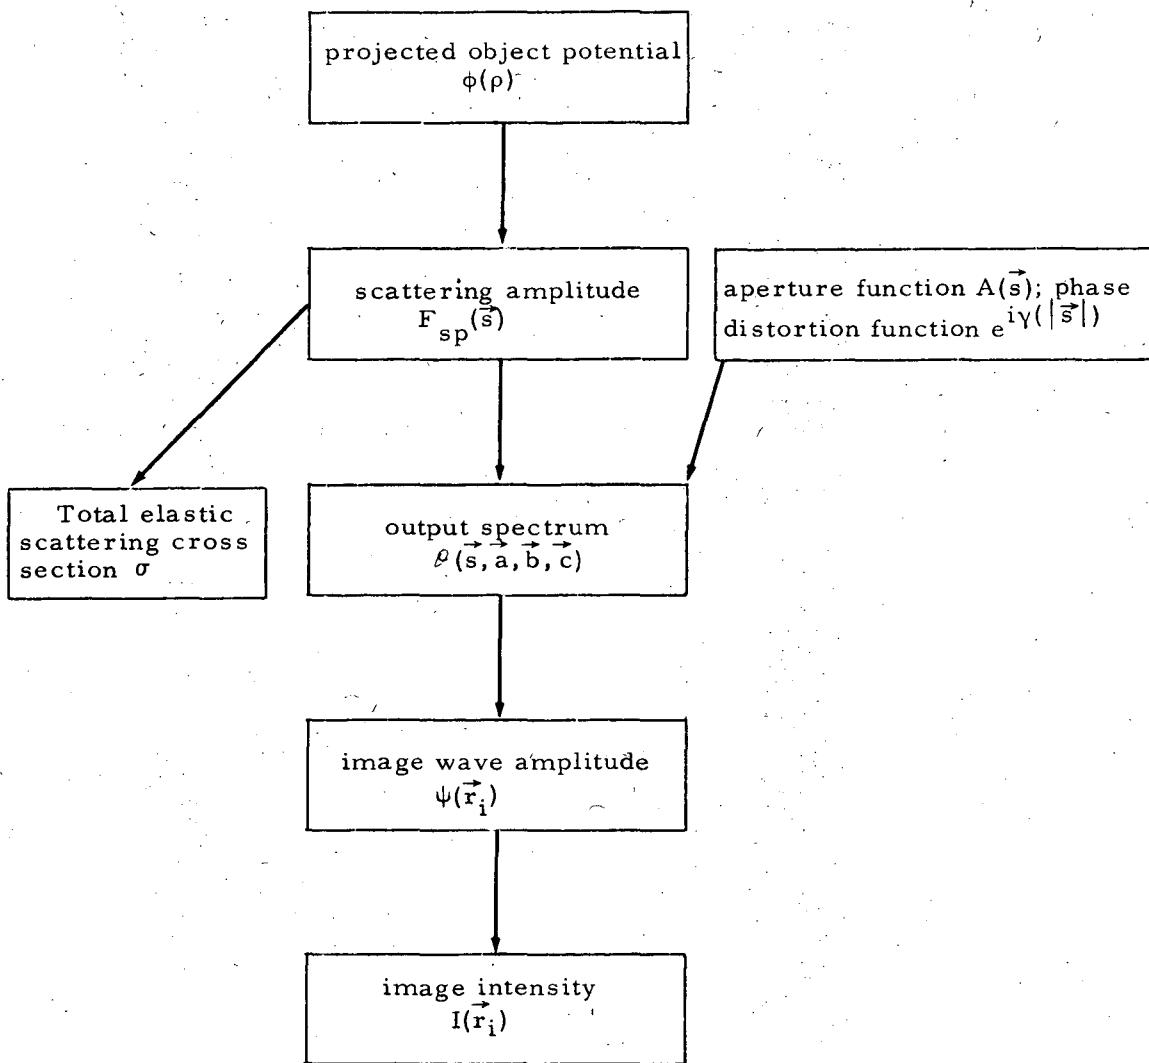 projected object potential
ϕ(ρ)
scattering amplitude
F_sp(s⃗)
aperture function A(s⃗); phase
distortion function e^iγ(|s⃗|)
Total elastic
scattering cross
section σ
output spectrum
𝒫(s⃗, a⃗, b⃗, c⃗)
image wave amplitude
ψ(r⃗_i)
image intensity
I(r⃗_i)